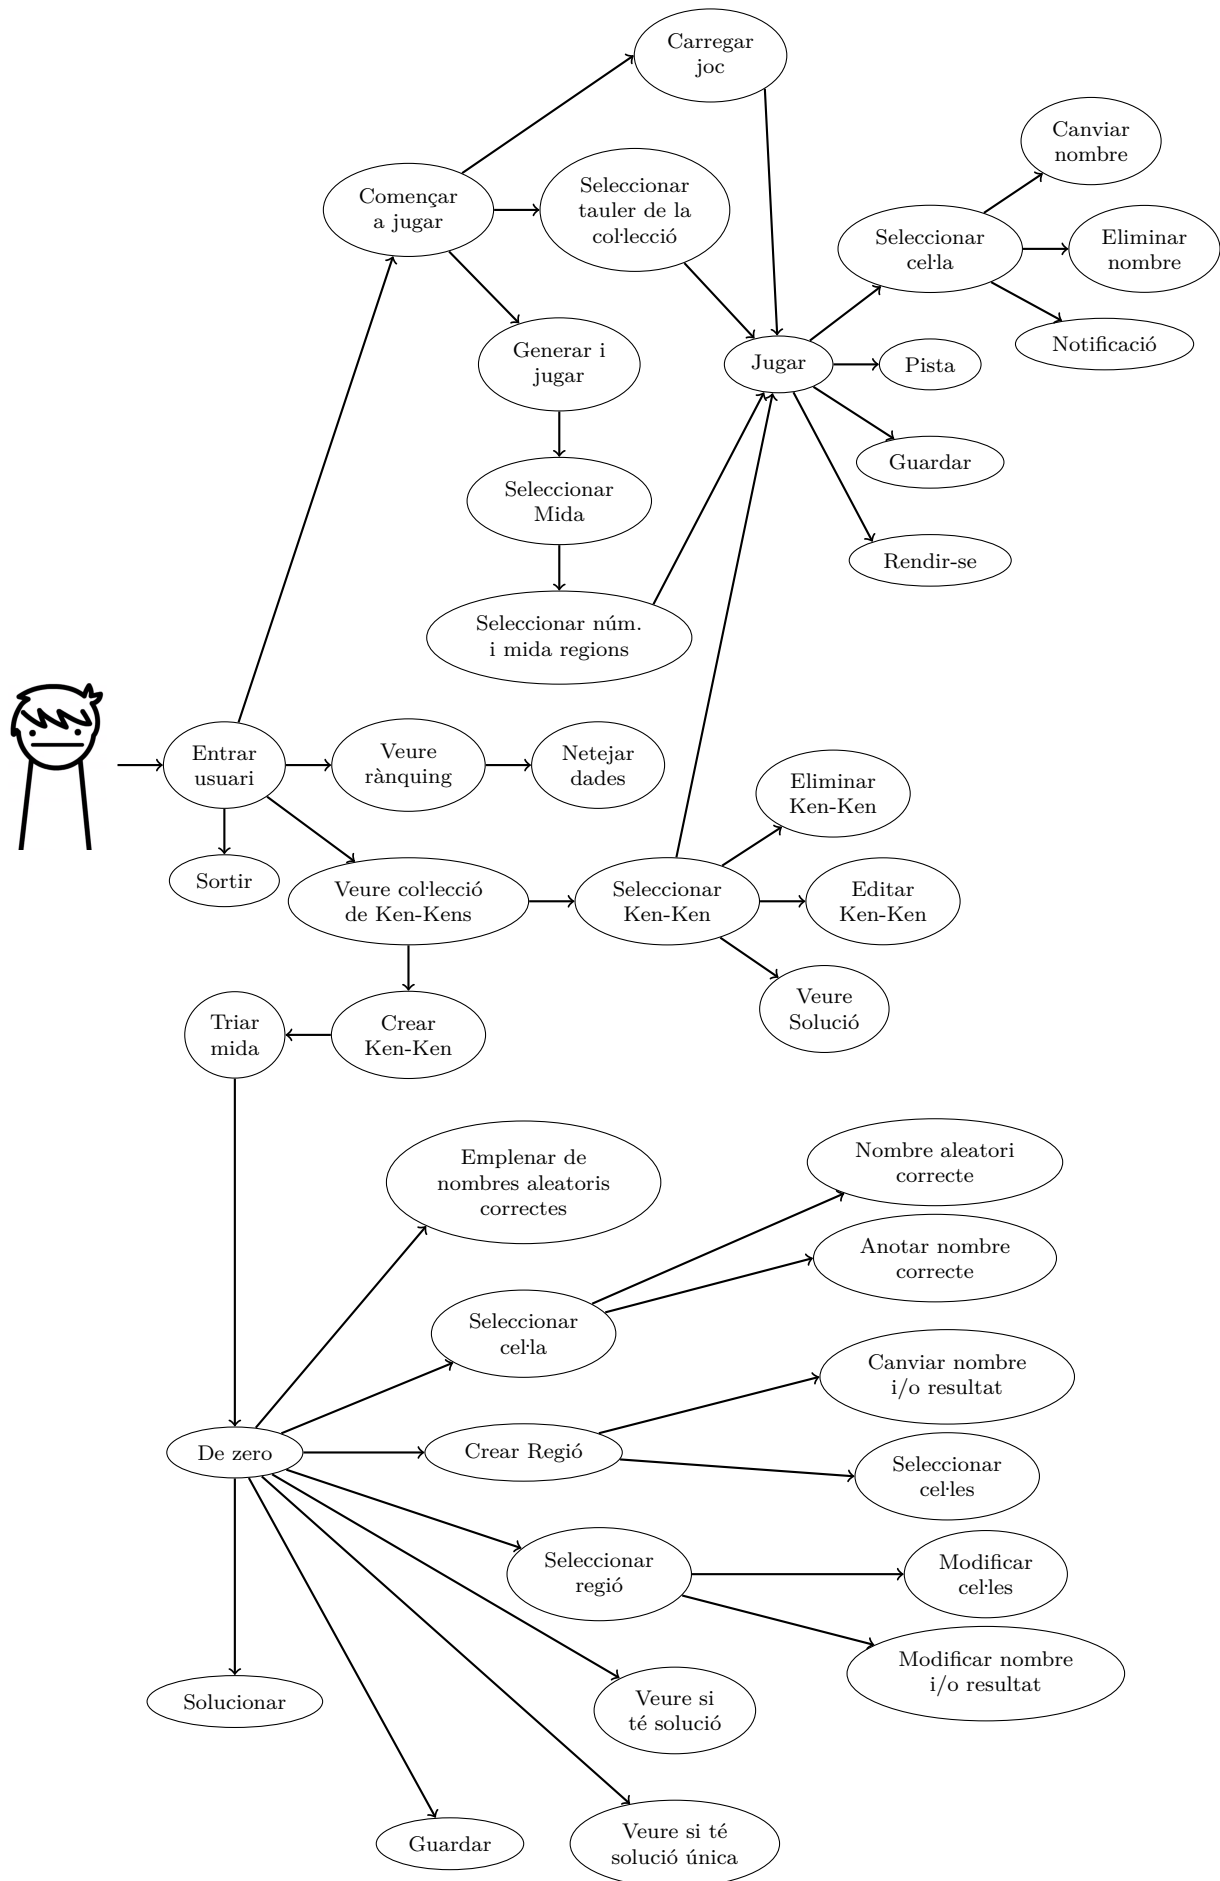 Carregar
joc
Canviar
nombre
Començar
a jugar
Seleccionar
tauler de la
col·lecció
Seleccionar
cel·la
Eliminar
nombre
Notificació
Generar i
jugar
Jugar
Pista
Guardar
Seleccionar
Mida
Rendir-se
Seleccionar núm.
i mida regions
Entrar
usuari
Veure
rànquing
Netejar
dades
Eliminar
Ken-Ken
Sortir
Veure col·lecció
de Ken-Kens
Seleccionar
Ken-Ken
Editar
Ken-Ken
Veure
Solució
Triar
mida
Crear
Ken-Ken
Emplenar de
nombres aleatoris
correctes
Nombre aleatori
correcte
Anotar nombre
correcte
Seleccionar
cel·la
Canviar nombre
i/o resultat
De zero
Crear Regió
Seleccionar
cel·les
Seleccionar
regió
Modificar
cel·les
Modificar nombre
i/o resultat
Solucionar
Veure si
té solució
Guardar
Veure si té
solució única